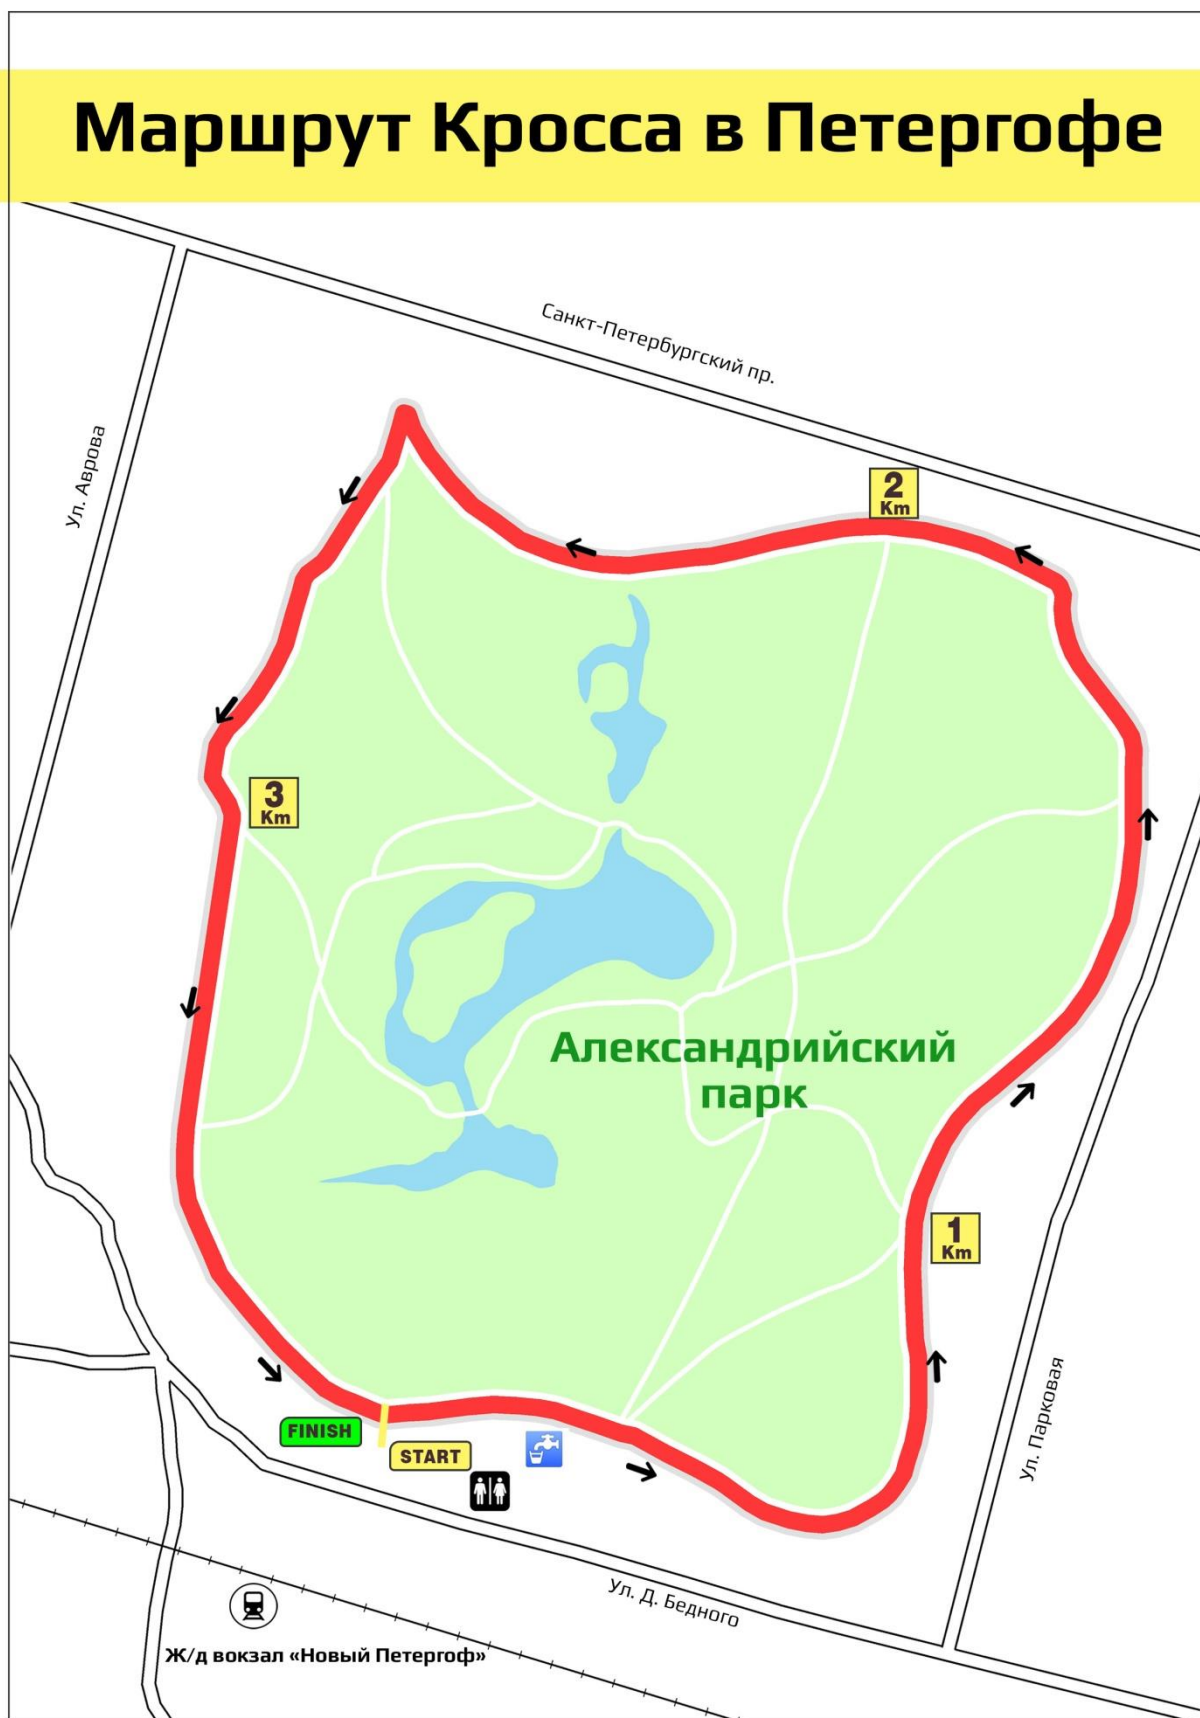 Маршрут Кросса в Петергофе
Санкт-Петербургский пр.
Ул. Аврова
2
Km
3
Km
Александрийский
парк
1
Km
Ул. Парковая
FINISH
START
Ул. Д. Бедного
Ж/д вокзал «Новый Петергоф»